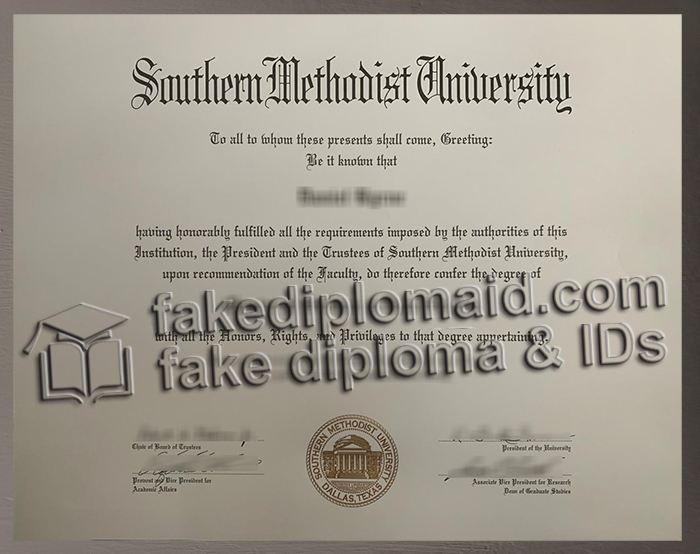 Southern Methodist University
To all to whom these presents shall come, Greeting:
Be it known that
having honorably fulfilled all the requirements imposed by the authorities of this
Institution, the President and the Trustees of Southern Methodist University,
upon recommendation of the Faculty, do therefore confer the degree of
fakediplomaid.com
with all the Honors, Rights, and Privileges to that degree appertaining.
fake diploma & IDs
Chair of Board of Trustees
President of the University
Provost and Vice President for
Academic Affairs
Associate Vice President for Research
Dean of Graduate Studies
SOUTHERN METHODIST UNIVERSITY
DALLAS, TEXAS